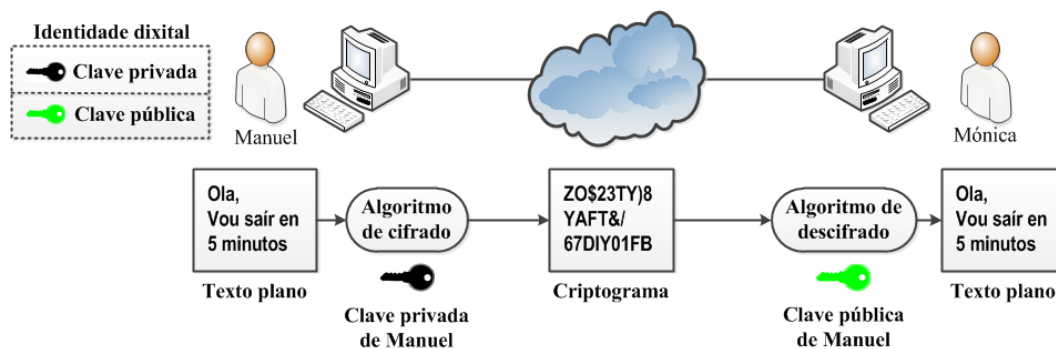 Identidade dixital
Clave privada
Clave pública
Manuel
Mónica
Ola,
Vou saír en
5 minutos
Texto plano
Algoritmo
de cifrado
Clave privada
de Manuel
ZO$23TY)8
YAFT&/
67DIY01FB
Criptograma
Algoritmo de
descifrado
Clave pública
de Manuel
Ola,
Vou saír en
5 minutos
Texto plano